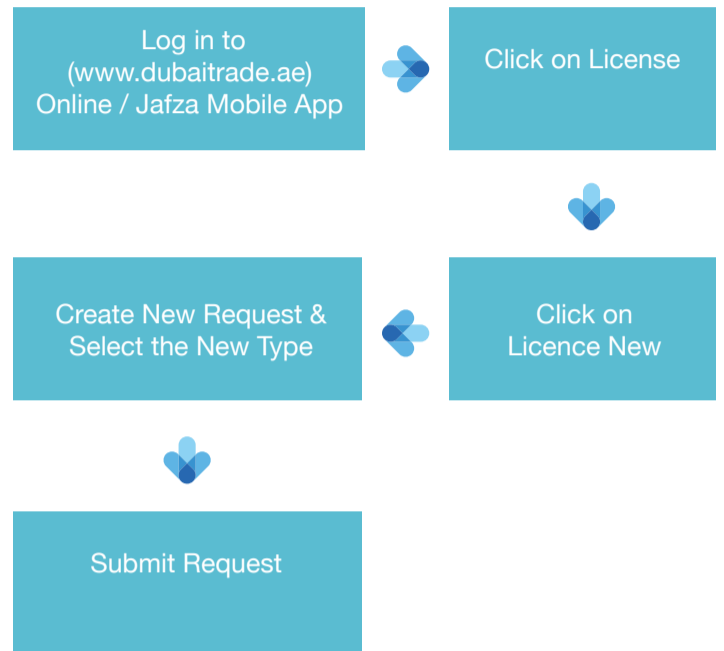 Log in to
(www.dubaitrade.ae)
Online / Jafza Mobile App
Click on License
Click on
Licence New
Create New Request &
Select the New Type
Submit Request